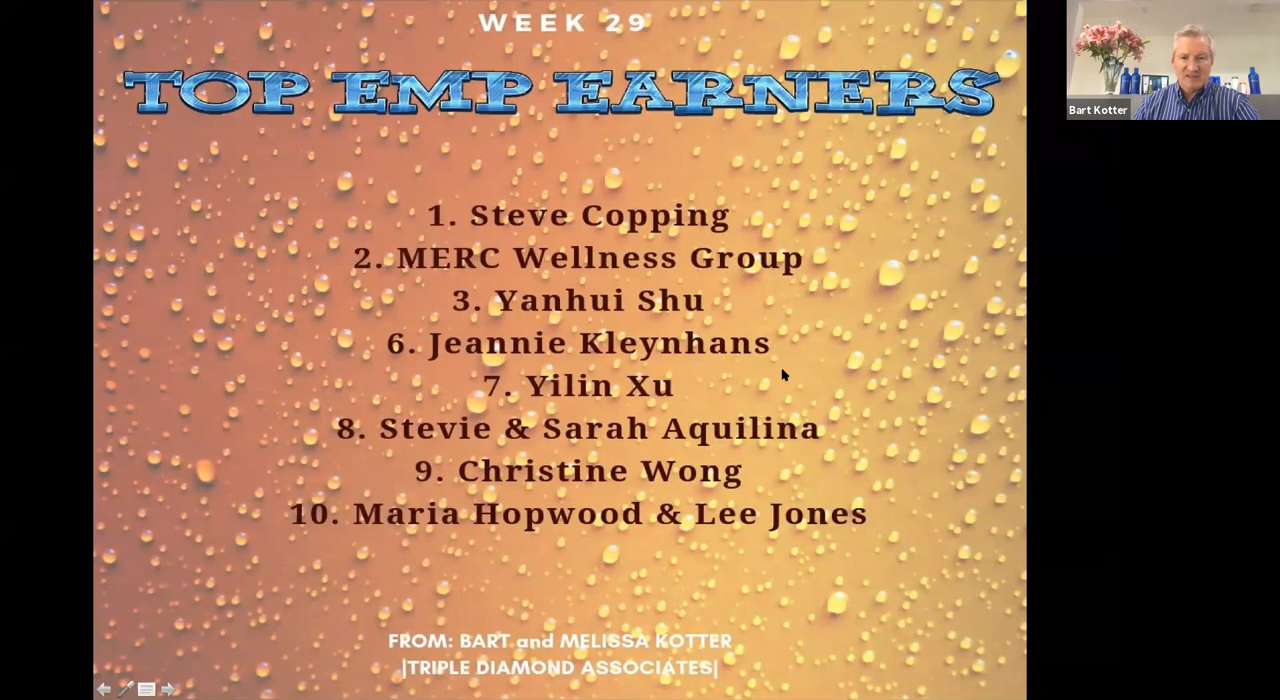 WEEK 29
TOP EMP EARNERS
1. Steve Copping
2. MERC Wellness Group
3. Yanhui Shu
6. Jeannie Kleynhans
7. Yilin Xu
8. Stevie & Sarah Aquilina
9. Christine Wong
10. Maria Hopwood & Lee Jones
FROM: BART and MELISSA KOTTER
|TRIPLE DIAMOND ASSOCIATES|
Bart Kotter